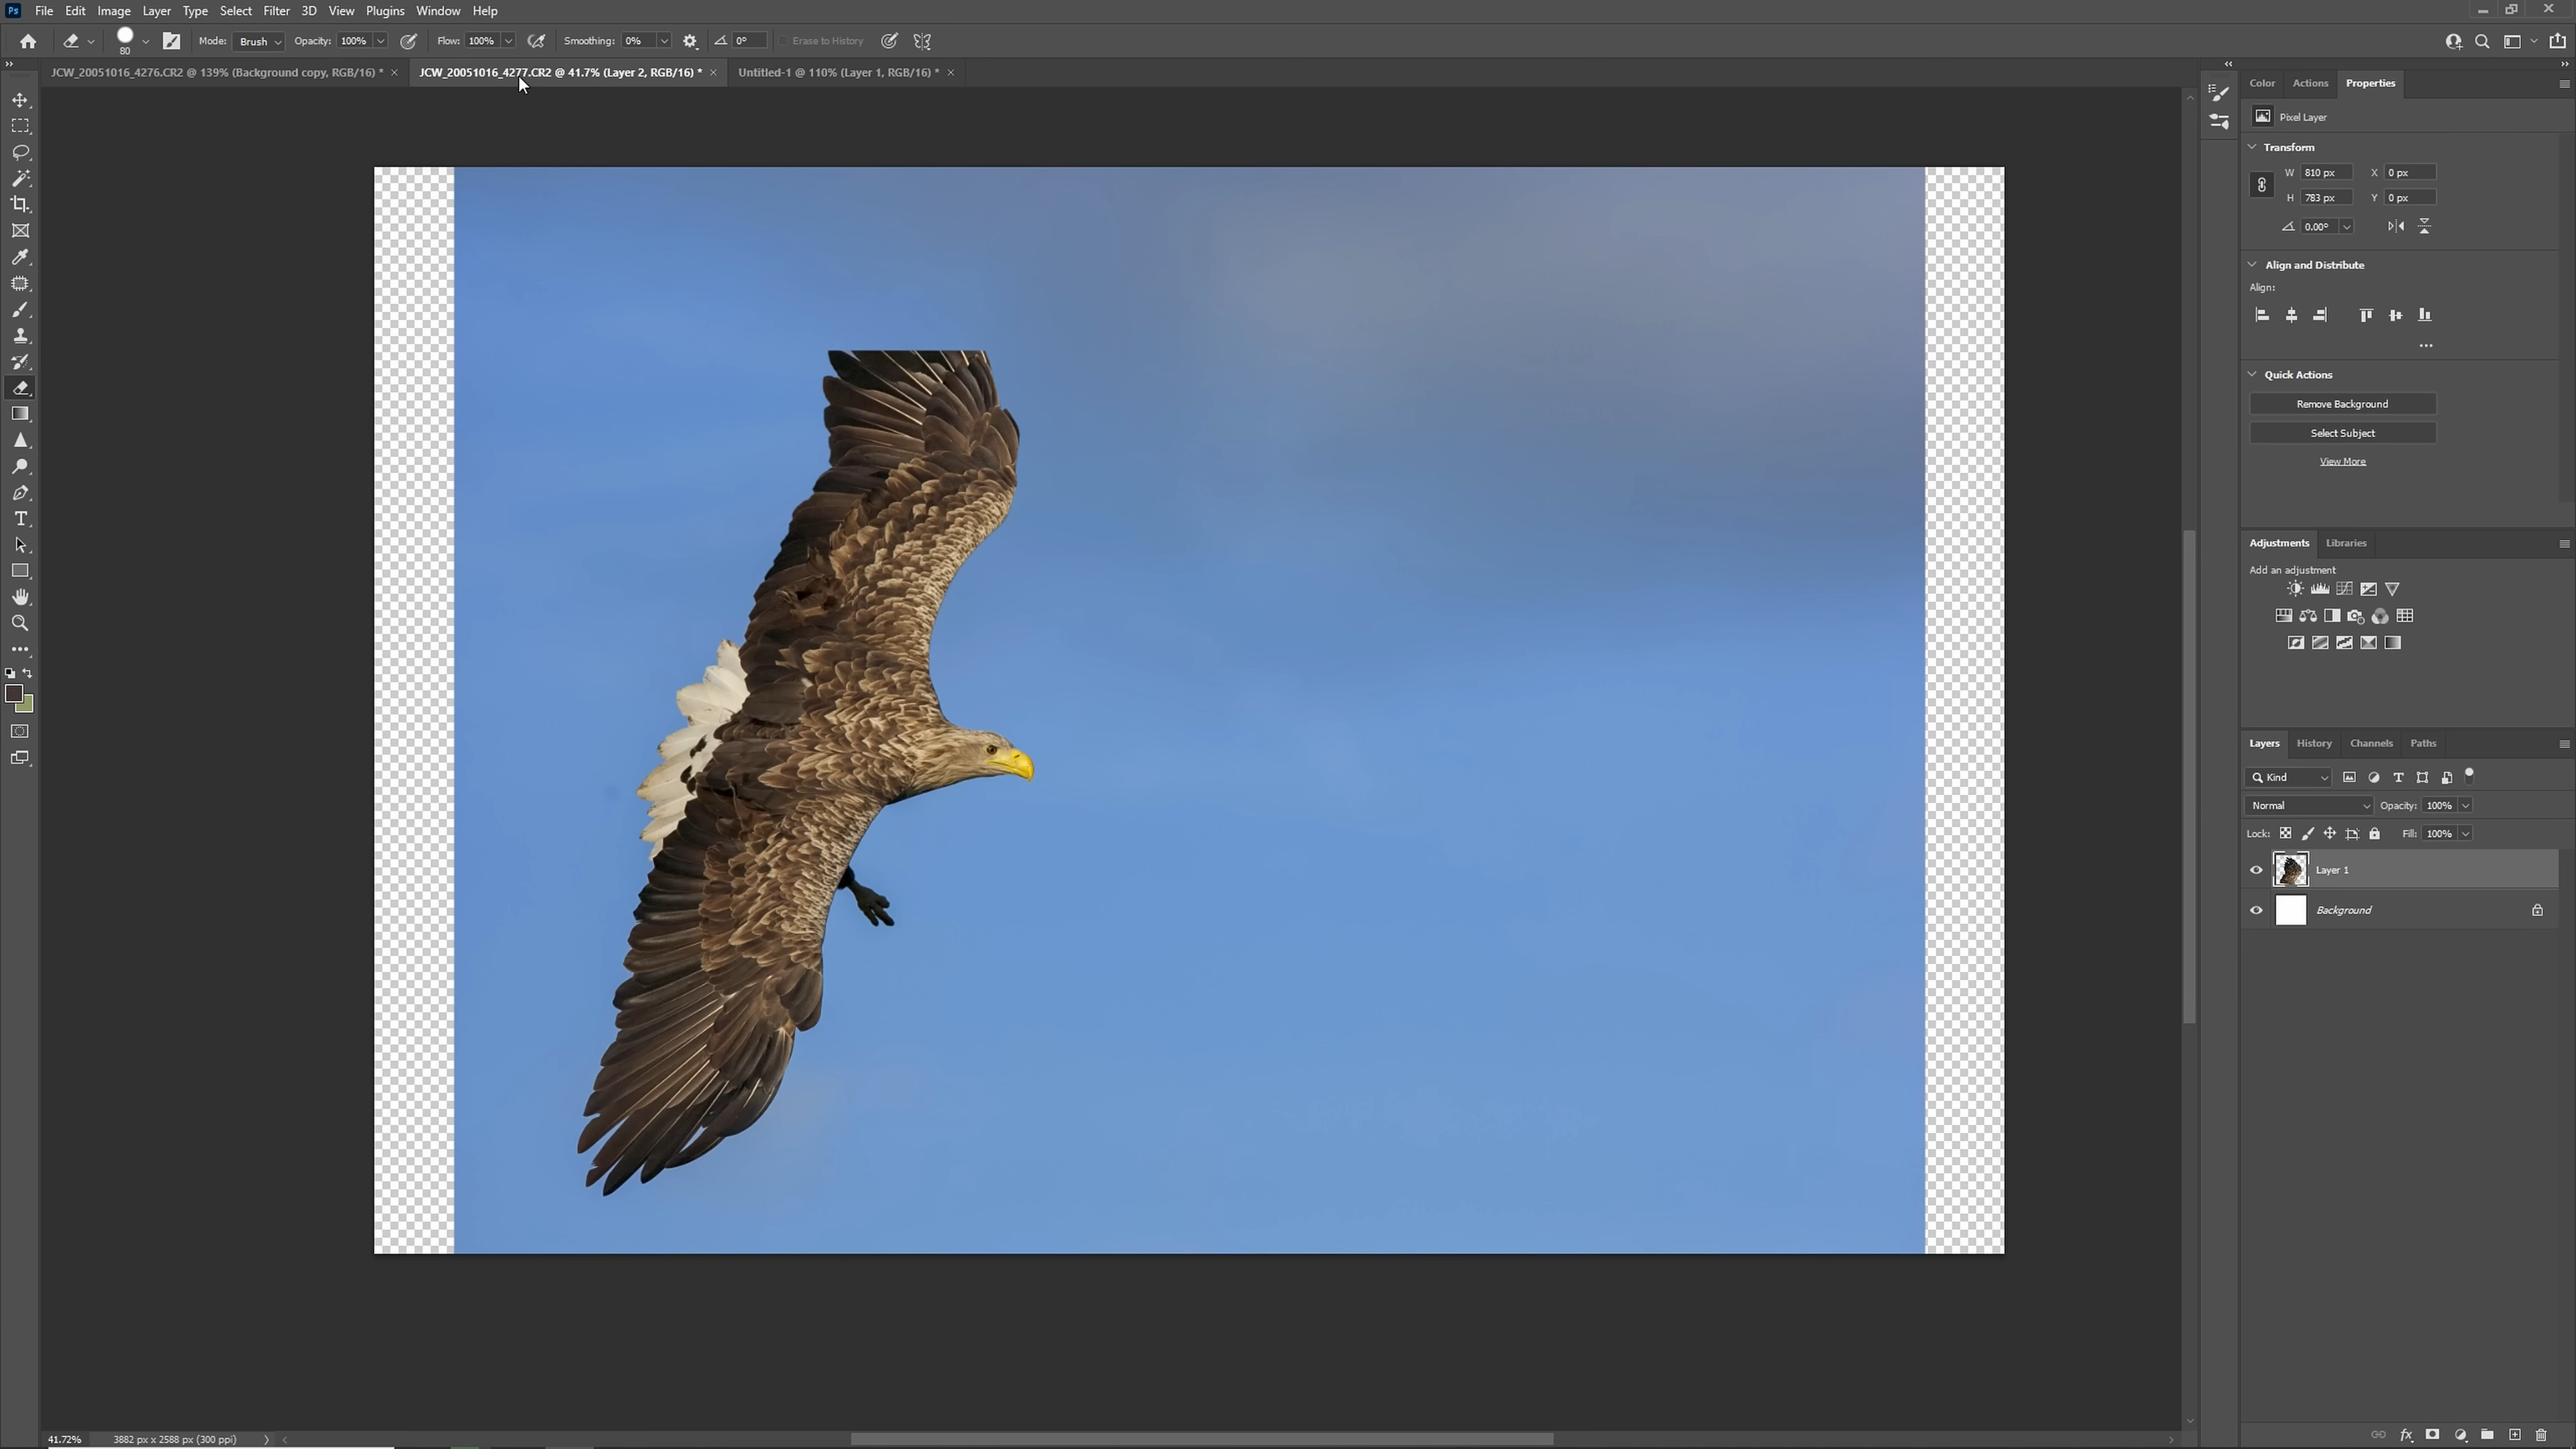 Ps File Edit Image Layer Type Select Filter 3D View Plugins Window Help
80 Mode: Brush Opacity: 100% Flow: 100% Smoothing: 0% 0° Erase to History
JCW_20051016_4276.CR2 @ 139% (Background copy, RGB/16) * JCW_20051016_4277.CR2 @ 41.7% (Layer 2, RGB/16) * Untitled-1 @ 110% (Layer 1, RGB/16) *
Color Actions Properties
Pixel Layer
Transform
W 810 px X 0 px
H 783 px Y 0 px
0.00°
Align and Distribute
Align:
Quick Actions
Remove Background
Select Subject
View More
Adjustments Libraries
Add an adjustment
Layers History Channels Paths
Kind
Normal Opacity: 100%
Lock: Fill: 100%
Layer 1
Background
41.72% 3882 px x 2588 px (300 ppi)